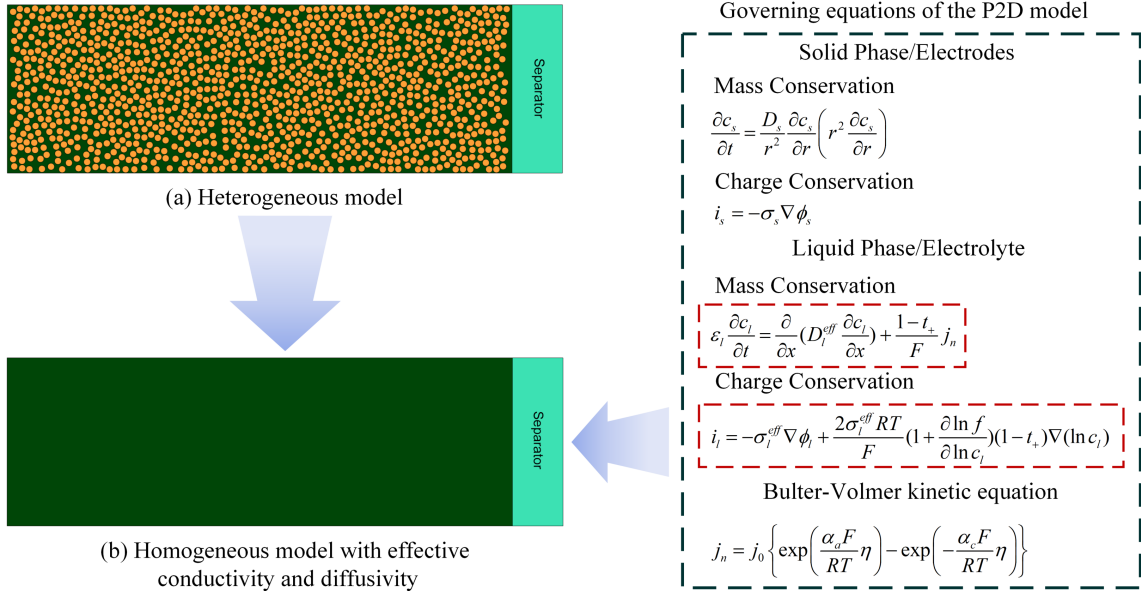 Separator
(a) Heterogeneous model
Separator
(b) Homogeneous model with effective
conductivity and diffusivity
Governing equations of the P2D model
Solid Phase/Electrodes
Mass Conservation
∂c_s/∂t = D_s/r² ∂c_s/∂r (r² ∂c_s/∂r)
Charge Conservation
i_s = −σ_s∇ϕ_s
Liquid Phase/Electrolyte
Mass Conservation
ε_l ∂c_l/∂t = ∂/∂x (D_l^eff ∂c_l/∂x) + (1−t_+)/F j_n
Charge Conservation
i_l = −σ_l^eff ∇ϕ_l + 2σ_l^eff RT/F (1 + ∂ln f/∂ln c_l)(1−t_+)∇(ln c_l)
Bulter-Volmer kinetic equation
j_n = j_0 {exp(α_a F/RT η) − exp(−α_c F/RT η)}